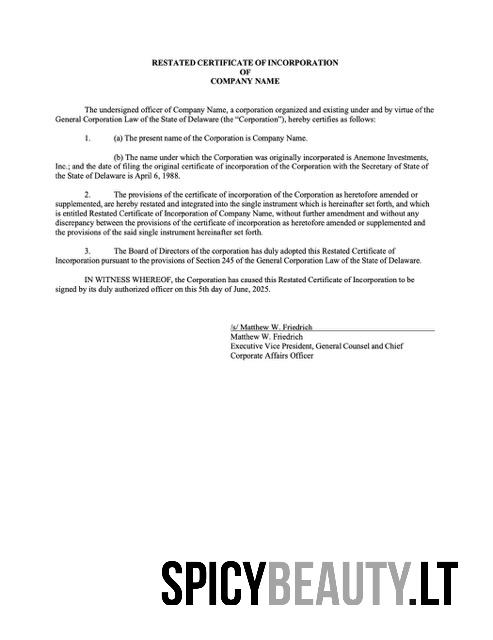 RESTATED CERTIFICATE OF INCORPORATION
OF
COMPANY NAME
The undersigned officer of Company Name, a corporation organized and existing under and by virtue of the
General Corporation Law of the State of Delaware (the “Corporation”), hereby certifies as follows:
1. (a) The present name of the Corporation is Company Name.
(b) The name under which the Corporation was originally incorporated is Anemone Investments,
Inc.; and the date of filing the original certificate of incorporation of the Corporation with the Secretary of State of
the State of Delaware is April 6, 1988.
2. The provisions of the certificate of incorporation of the Corporation as heretofore amended or
supplemented, are hereby restated and integrated into the single instrument which is hereinafter set forth, and which
is entitled Restated Certificate of Incorporation of Company Name, without further amendment and without any
discrepancy between the provisions of the certificate of incorporation as heretofore amended or supplemented and
the provisions of the said single instrument hereinafter set forth.
3. The Board of Directors of the corporation has duly adopted this Restated Certificate of
Incorporation pursuant to the provisions of Section 245 of the General Corporation Law of the State of Delaware.
IN WITNESS WHEREOF, the Corporation has caused this Restated Certificate of Incorporation to be
signed by its duly authorized officer on this 5th day of June, 2025.
/s/ Matthew W. Friedrich
Matthew W. Friedrich
Executive Vice President, General Counsel and Chief
Corporate Affairs Officer
SPICYBEAUTY.LT